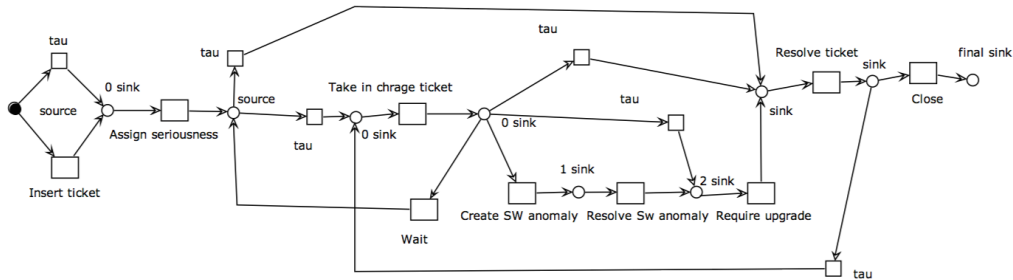 tau
0 sink
source
Insert ticket
Assign seriousness
tau
source
tau
Take in chrage ticket
0 sink
Wait
tau
0 sink
tau
1 sink
2 sink
Create SW anomaly
Resolve Sw anomaly
Require upgrade
sink
Resolve ticket
sink
Close
final sink
tau